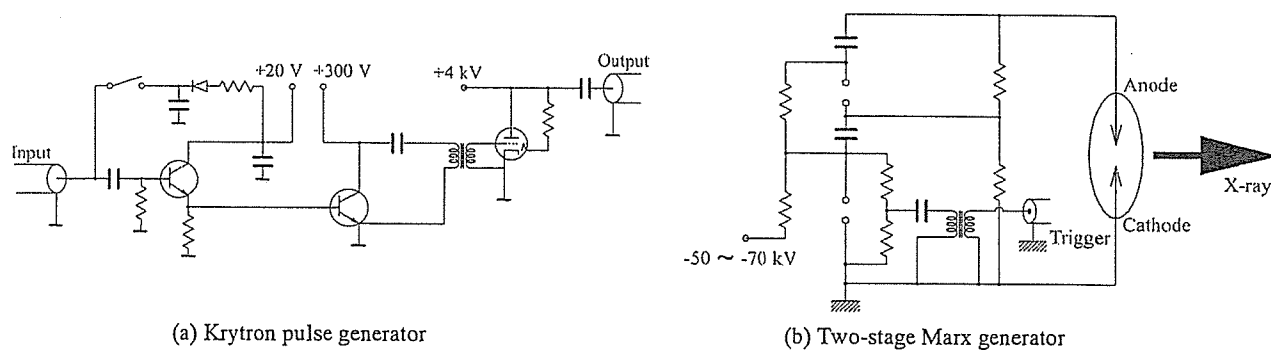 +20 V
+300 V
+4 kV
Output
Input
(a) Krytron pulse generator
Anode
X-ray
Cathode
Trigger
-50 ~ -70 kV
(b) Two-stage Marx generator